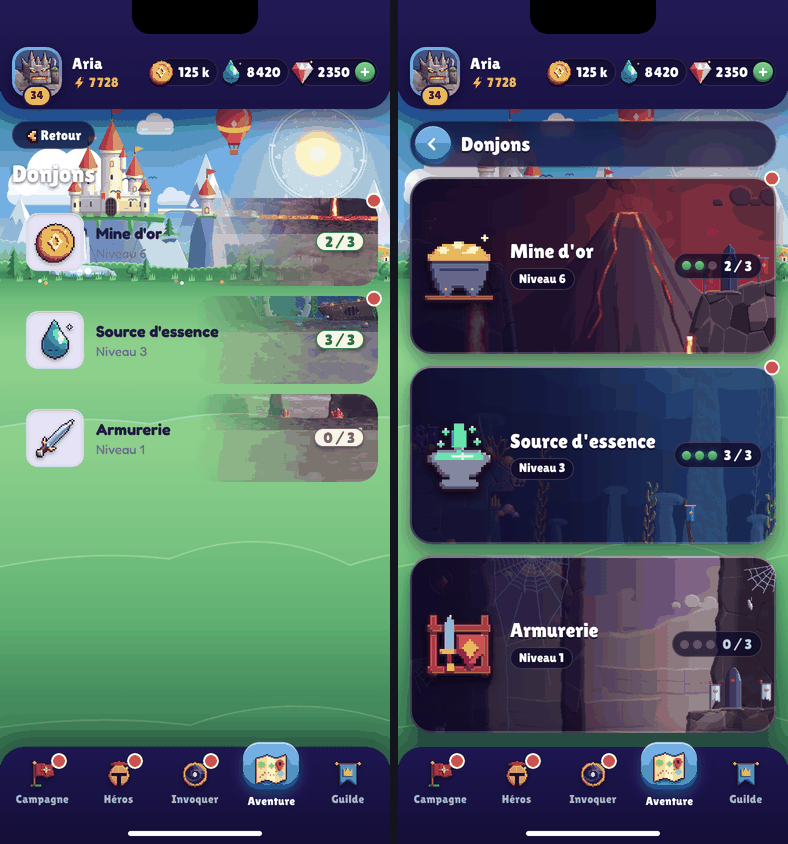 Aria
7728
34
125 k
8420
2350
Retour
Donjons
Mine d'or
Niveau 6
2 / 3
Source d'essence
Niveau 3
3 / 3
Armurerie
Niveau 1
0 / 3
Campagne
Héros
Invoquer
Aventure
Guilde
Aria
7728
34
125 k
8420
2350
Donjons
Mine d'or
Niveau 6
2 / 3
Source d'essence
Niveau 3
3 / 3
Armurerie
Niveau 1
0 / 3
Campagne
Héros
Invoquer
Aventure
Guilde